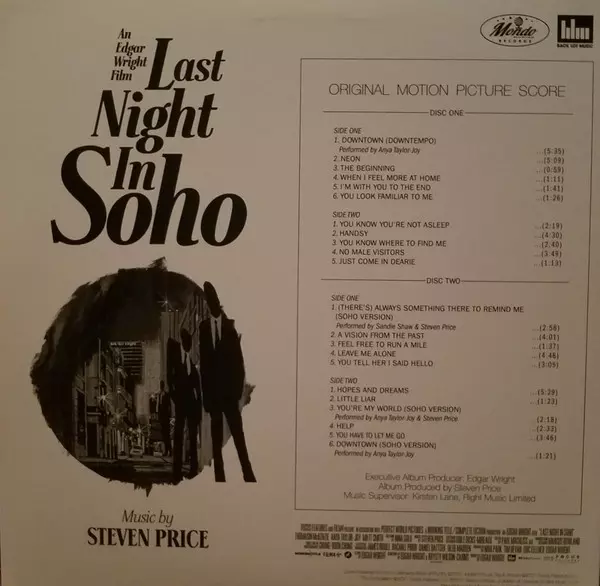 An
Edgar
Wright
Film
Last
Night
In
Soho
Mondo
RECORDS
BACK LOT MUSIC
ORIGINAL MOTION PICTURE SCORE
DISC ONE
SIDE ONE
1. DOWNTOWN (DOWNTEMPO)
Performed by Anya Taylor Joy ...(5:35)
2. NEON ...(5:09)
3. THE BEGINNING ...(0:59)
4. WHEN I FEEL MORE AT HOME ...(1:11)
5. I'M WITH YOU TO THE END ...(1:41)
6. YOU LOOK FAMILIAR TO ME ...(1:26)
SIDE TWO
1. YOU KNOW YOU'RE NOT ASLEEP ...(2:19)
2. HANDSY ...(4:30)
3. YOU KNOW WHERE TO FIND ME ...(2:40)
4. NO MALE VISITORS ...(3:49)
5. JUST COME IN DEARIE ...(1:13)
DISC TWO
SIDE ONE
1. (THERE'S) ALWAYS SOMETHING THERE TO REMIND ME
(SOHO VERSION)
Performed by Sandie Shaw & Steven Price ...(2:58)
2. A VISION FROM THE PAST ...(4:01)
3. FEEL FREE TO RUN A MILE ...(1:37)
4. LEAVE ME ALONE ...(4:46)
5. YOU TELL HER I SAID HELLO ...(3:05)
SIDE TWO
1. HOPES AND DREAMS ...(5:28)
2. LITTLE LIAR ...(1:23)
3. YOU'RE MY WORLD (SOHO VERSION)
Performed by Anya Taylor Joy & Steven Price ...(2:18)
4. HELP ...(2:33)
5. YOU HAVE TO LET ME GO ...(3:46)
6. DOWNTOWN (SOHO VERSION)
Performed by Anya Taylor Joy ...(1:21)
Executive Album Producer: Edgar Wright
Album Produced by Steven Price
Music Supervisor: Kirsten Lane, Right Music Limited
Music by
STEVEN PRICE